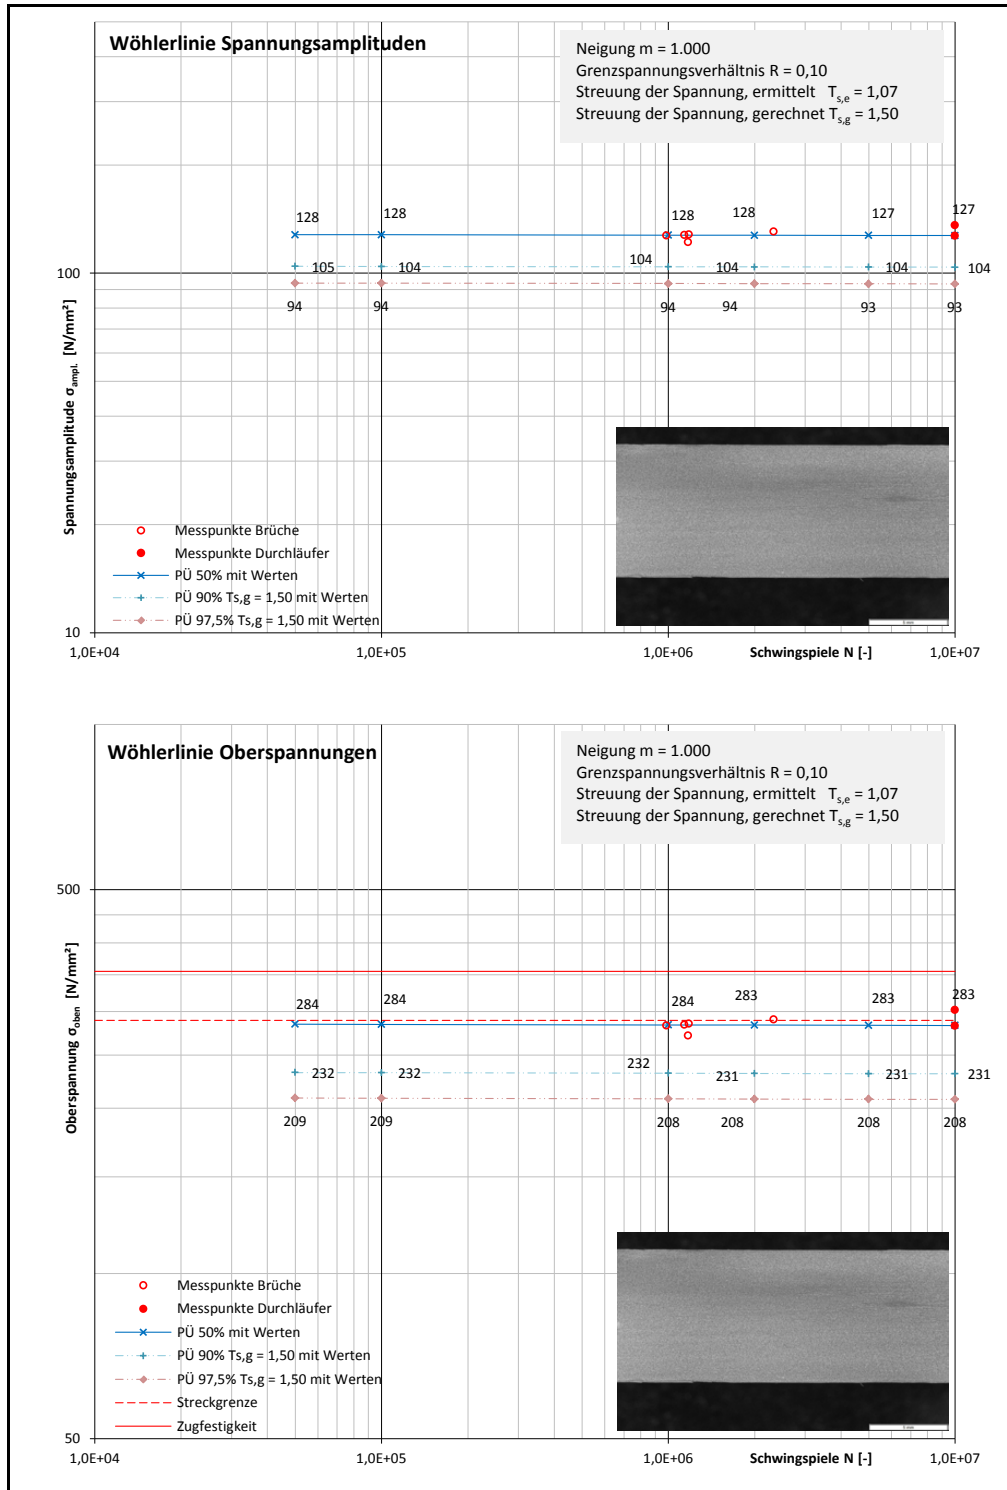 Wöhlerlinie Spannungsamplituden
Neigung m = 1.000
Grenzspannungsverhältnis R = 0,10
Streuung der Spannung, ermittelt Ts,e = 1,07
Streuung der Spannung, gerechnet Ts,g = 1,50
128 128 128 128 127 127
105 104 104 104 104 104
94 94 94 94 93 93
100
10
Spannungsamplitude σampl. [N/mm²]
Messpunkte Brüche
Messpunkte Durchläufer
PÜ 50% mit Werten
PÜ 90% Ts,g = 1,50 mit Werten
PÜ 97,5% Ts,g = 1,50 mit Werten
1,0E+04 1,0E+05 1,0E+06 Schwingspiele N [-] 1,0E+07
Wöhlerlinie Oberspannungen
Neigung m = 1.000
Grenzspannungsverhältnis R = 0,10
Streuung der Spannung, ermittelt Ts,e = 1,07
Streuung der Spannung, gerechnet Ts,g = 1,50
500
284 284 284 283 283 283
232 232 232 231 231 231
209 209 208 208 208 208
50
Oberspannung σoben [N/mm²]
Messpunkte Brüche
Messpunkte Durchläufer
PÜ 50% mit Werten
PÜ 90% Ts,g = 1,50 mit Werten
PÜ 97,5% Ts,g = 1,50 mit Werten
Streckgrenze
Zugfestigkeit
1,0E+04 1,0E+05 1,0E+06 Schwingspiele N [-] 1,0E+07